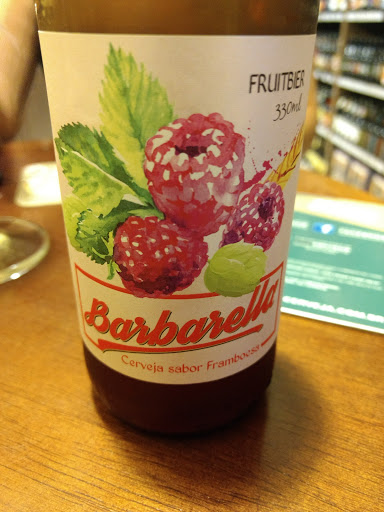 FRUITBIER
330ml
Barbarella
Cerveja sabor Framboesa